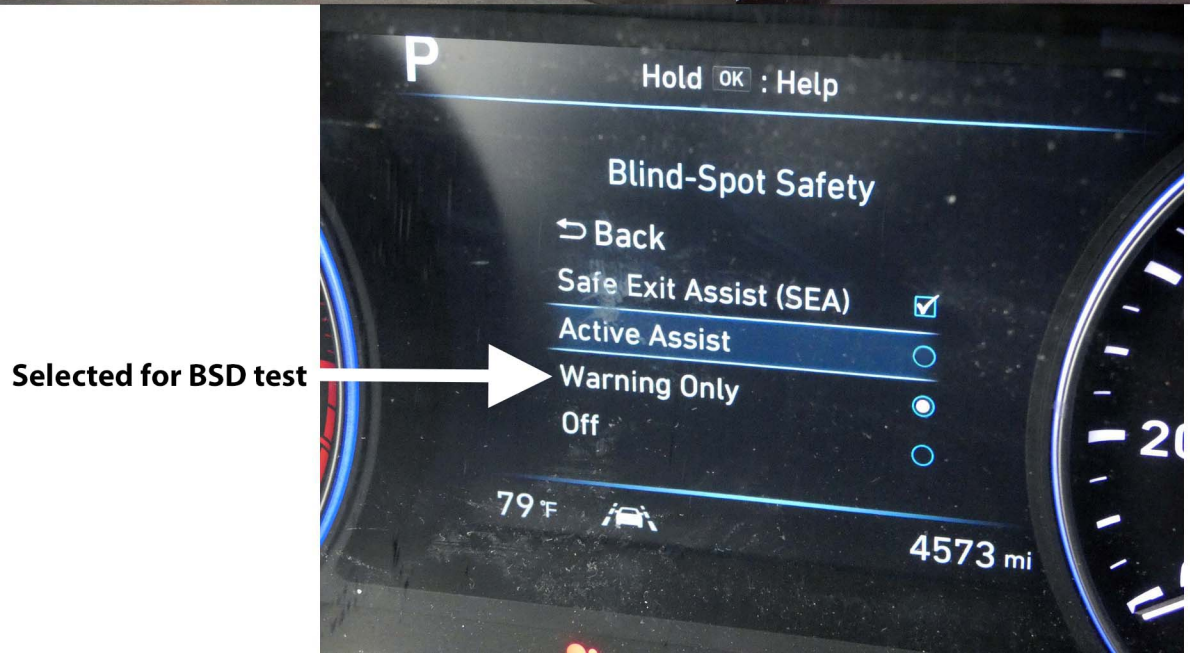 P
Hold OK : Help
Blind-Spot Safety
Back
Safe Exit Assist (SEA)
Active Assist
Selected for BSD test
Warning Only
Off
20
79 °F
4573 mi